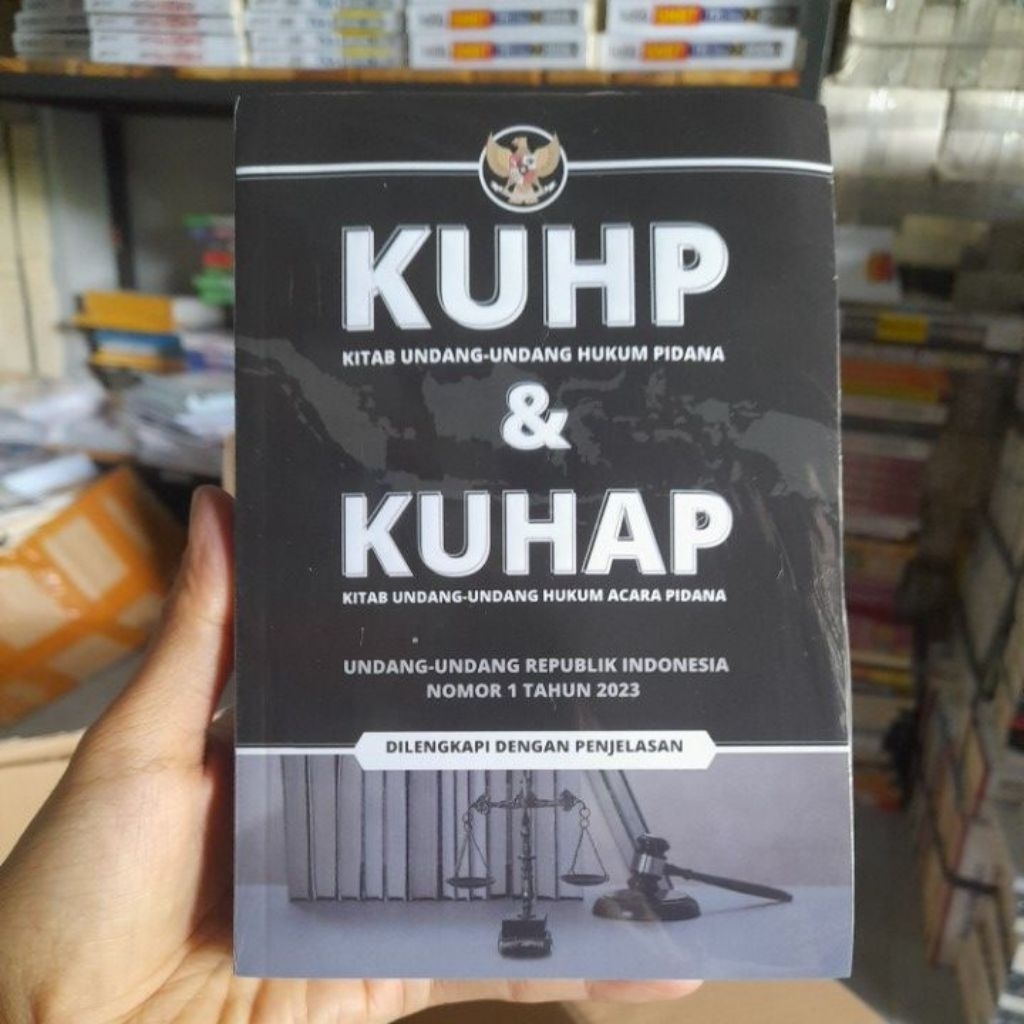 KUHP
KITAB UNDANG-UNDANG HUKUM PIDANA
&
KUHAP
KITAB UNDANG-UNDANG HUKUM ACARA PIDANA
UNDANG-UNDANG REPUBLIK INDONESIA
NOMOR 1 TAHUN 2023
DILENGKAPI DENGAN PENJELASAN